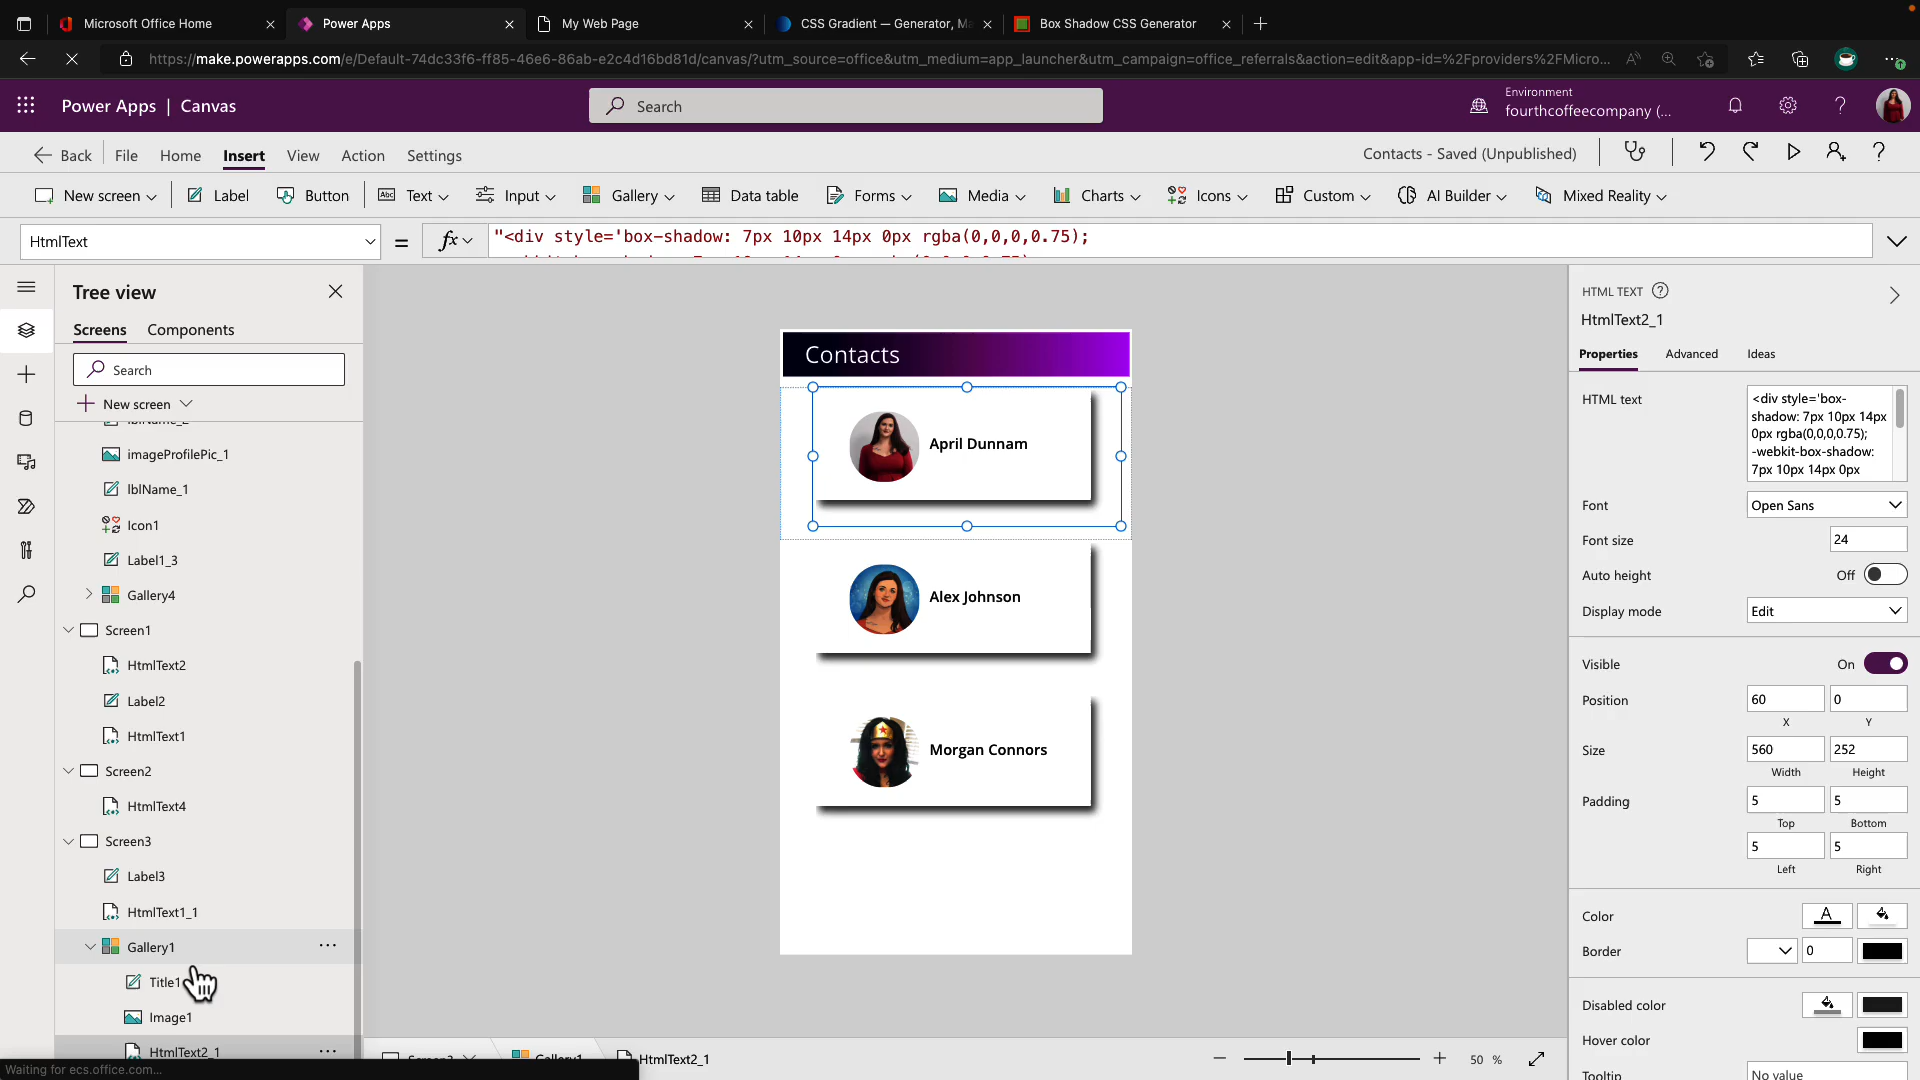 Microsoft Office Home
Power Apps
My Web Page
CSS Gradient — Generator, Ma
Box Shadow CSS Generator
https://make.powerapps.com/e/Default-74dc33f6-ff85-46e6-86ab-e2c4d16bd81d/canvas/?utm_source=office&utm_medium=app_launcher&utm_campaign=office_referrals&action=edit&app-id=%2Fproviders%2FMicro...
Power Apps | Canvas
Search
Environment
fourthcoffeecompany (...
Back
File
Home
Insert
View
Action
Settings
Contacts - Saved (Unpublished)
New screen
Label
Button
Text
Input
Gallery
Data table
Forms
Media
Charts
Icons
Custom
AI Builder
Mixed Reality
HtmlText
=
fx
"<div style='box-shadow: 7px 10px 14px 0px rgba(0,0,0,0.75);
Tree view
Screens
Components
Search
New screen
lblName_2
imageProfilePic_1
lblName_1
Icon1
Label1_3
Gallery4
Screen1
HtmlText2
Label2
HtmlText1
Screen2
HtmlText4
Screen3
Label3
HtmlText1_1
Gallery1
Title1
Image1
HtmlText2_1
Waiting for ecs.office.com...
Contacts
April Dunnam
Alex Johnson
Morgan Connors
Screen3
Gallery1
HtmlText2_1
50 %
HTML TEXT
HtmlText2_1
Properties
Advanced
Ideas
HTML text
<div style='box-
shadow: 7px 10px 14px
0px rgba(0,0,0,0.75);
-webkit-box-shadow:
7px 10px 14px 0px
Font
Open Sans
Font size
24
Auto height
Off
Display mode
Edit
Visible
On
Position
60
0
X
Y
Size
560
252
Width
Height
Padding
5
5
Top
Bottom
5
5
Left
Right
Color
A
Border
0
Disabled color
Hover color
Tooltip
No value